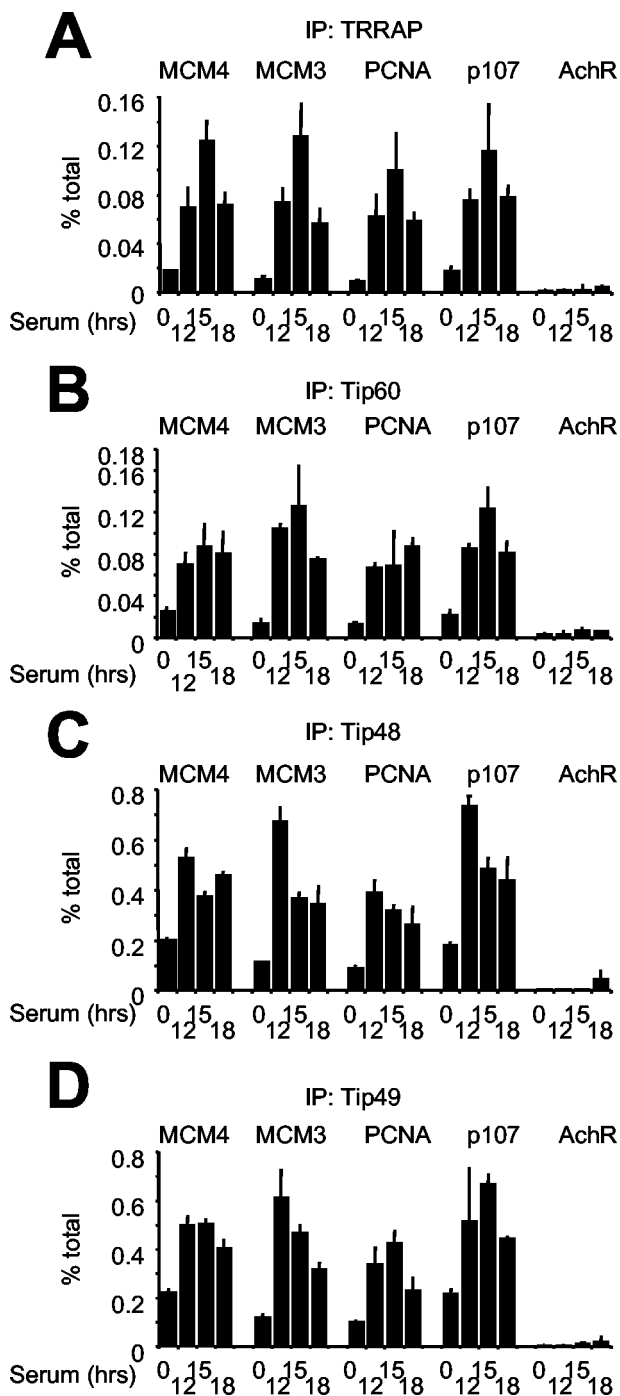 A
IP: TRRAP
MCM4 MCM3 PCNA p107 AchR
0.16
0.12
0.08
0.04
0
% total
Serum (hrs) 0 12 15 18 0 12 15 18 0 12 15 18 0 12 15 18 0 12 15 18
B
IP: Tip60
MCM4 MCM3 PCNA p107 AchR
0.18
0.16
0.12
0.08
0.04
0
% total
Serum (hrs) 0 12 15 18 0 12 15 18 0 12 15 18 0 12 15 18 0 12 15 18
C
IP: Tip48
MCM4 MCM3 PCNA p107 AchR
0.8
0.6
0.4
0.2
0
% total
Serum (hrs) 0 12 15 18 0 12 15 18 0 12 15 18 0 12 15 18 0 12 15 18
D
IP: Tip49
MCM4 MCM3 PCNA p107 AchR
0.8
0.6
0.4
0.2
0
% total
Serum (hrs) 0 12 15 18 0 12 15 18 0 12 15 18 0 12 15 18 0 12 15 18